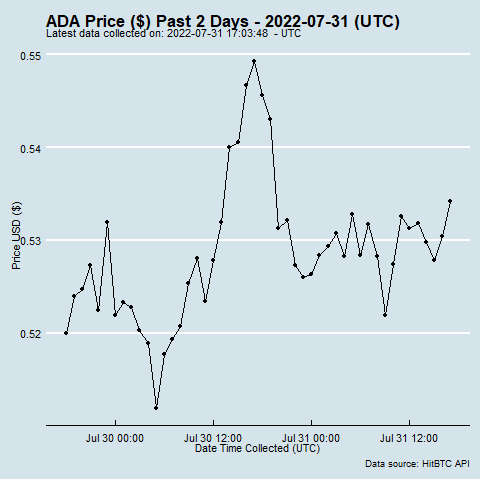 ADA Price ($) Past 2 Days - 2022-07-31 (UTC)
Latest data collected on: 2022-07-31 17:03:48 - UTC
0.55
0.54
0.53
0.52
Price USD ($)
Jul 30 00:00 Jul 30 12:00 Jul 31 00:00 Jul 31 12:00
Date Time Collected (UTC)
Data source: HitBTC API